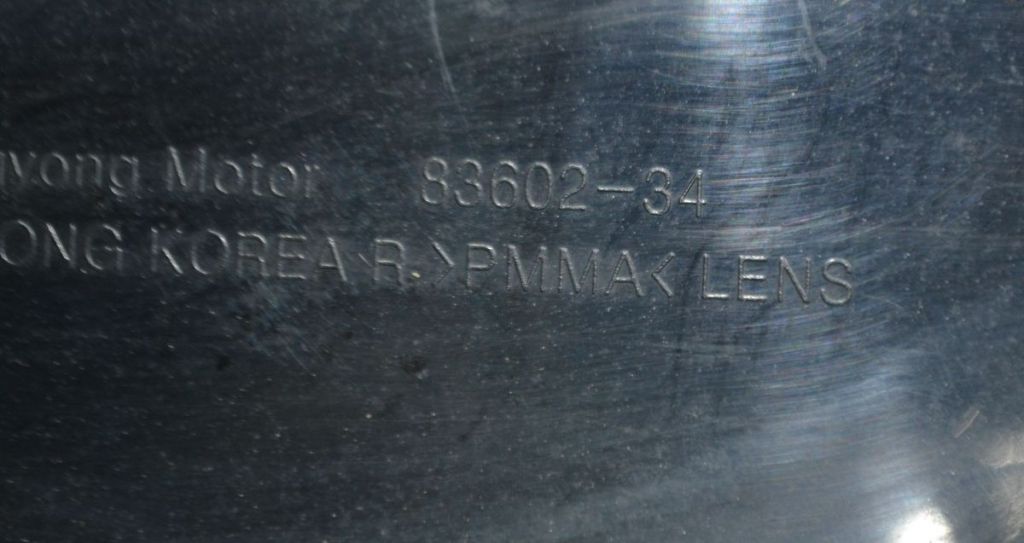 yong Motor 83602-34
ONG KOREA R. >PMMA< LENS